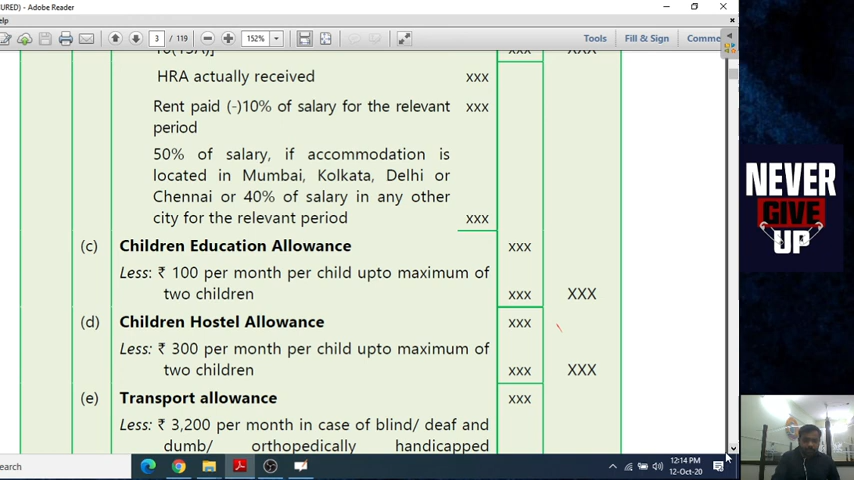 URED) - Adobe Reader
elp
3 / 119
152%
Tools
Fill & Sign
Comme
xxx XXX
HRA actually received xxx
Rent paid (-)10% of salary for the relevant xxx
period
50% of salary, if accommodation is
located in Mumbai, Kolkata, Delhi or
Chennai or 40% of salary in any other
city for the relevant period xxx
(c) Children Education Allowance xxx
Less: ₹ 100 per month per child upto maximum of
two children xxx XXX
(d) Children Hostel Allowance xxx
Less: ₹ 300 per month per child upto maximum of
two children xxx XXX
(e) Transport allowance xxx
Less: ₹ 3,200 per month in case of blind/ deaf and
dumb/ orthopedically handicapped
NEVER
GIVE
UP
earch
12:14 PM
12-Oct-20